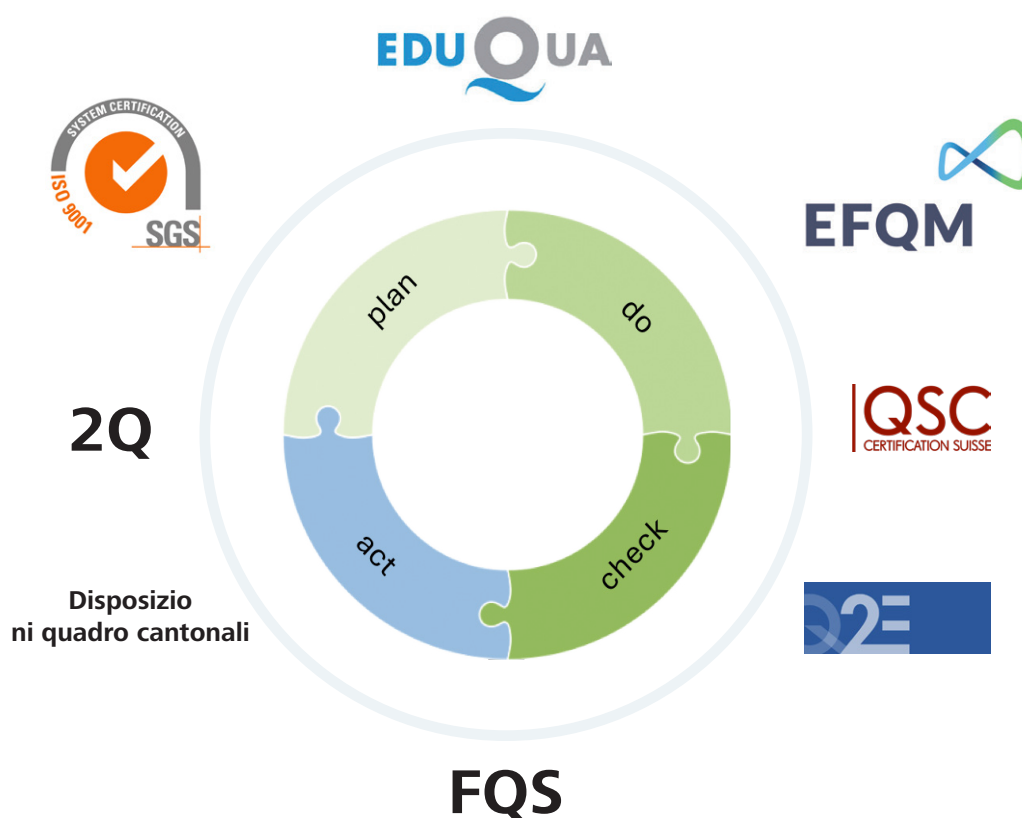 EDUQUA
SYSTEM CERTIFICATION
ISO 9001
SGS
EFQM
plan
do
2Q
QSC
CERTIFICATION SUISSE
act
check
Disposizio
ni quadro cantonali
Q2E
FQS